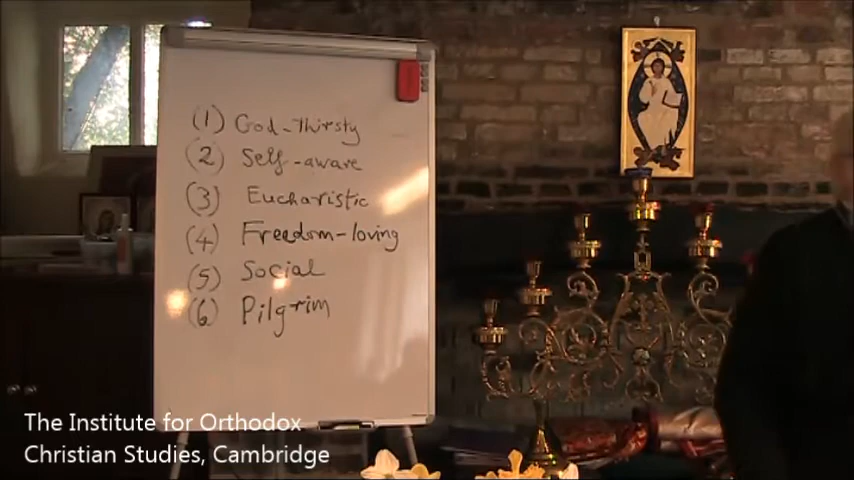 (1) God-Thirsty
(2) Self-aware
(3) Eucharistic
(4) Freedom-loving
(5) Social
(6) Pilgrim
The Institute for Orthodox
Christian Studies, Cambridge